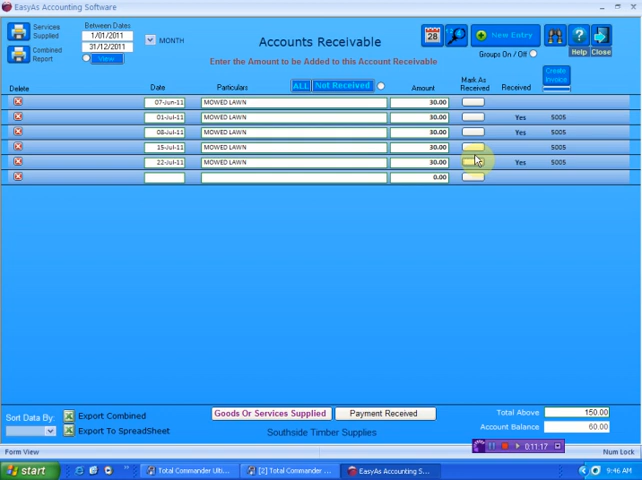 EasyAs Accounting Software
Services Supplied
Between Dates
1/01/2011
31/12/2011
View
MONTH
Combined Report
Accounts Receivable
Enter the Amount to be Added to this Account Receivable
28
New Entry
Groups On / Off
Help
Close
Delete
Date
Particulars
ALL
Not Received
Amount
Mark As Received
Received
Create Invoice
07-Jun-11 MOWED LAWN 30.00
01-Jul-11 MOWED LAWN 30.00 Yes 5005
08-Jul-11 MOWED LAWN 30.00 Yes 5005
15-Jul-11 MOWED LAWN 30.00 5005
22-Jul-11 MOWED LAWN 30.00 Yes 5005
0.00
Sort Data By:
Export Combined
Export To SpreadSheet
Goods Or Services Supplied
Payment Received
Southside Timber Supplies
Total Above 150.00
Account Balance 60.00
0:11:17
Form View
Num Lock
start
Total Commander Ulti...
[2] Total Commander ...
EasyAs Accounting S...
9:46 AM